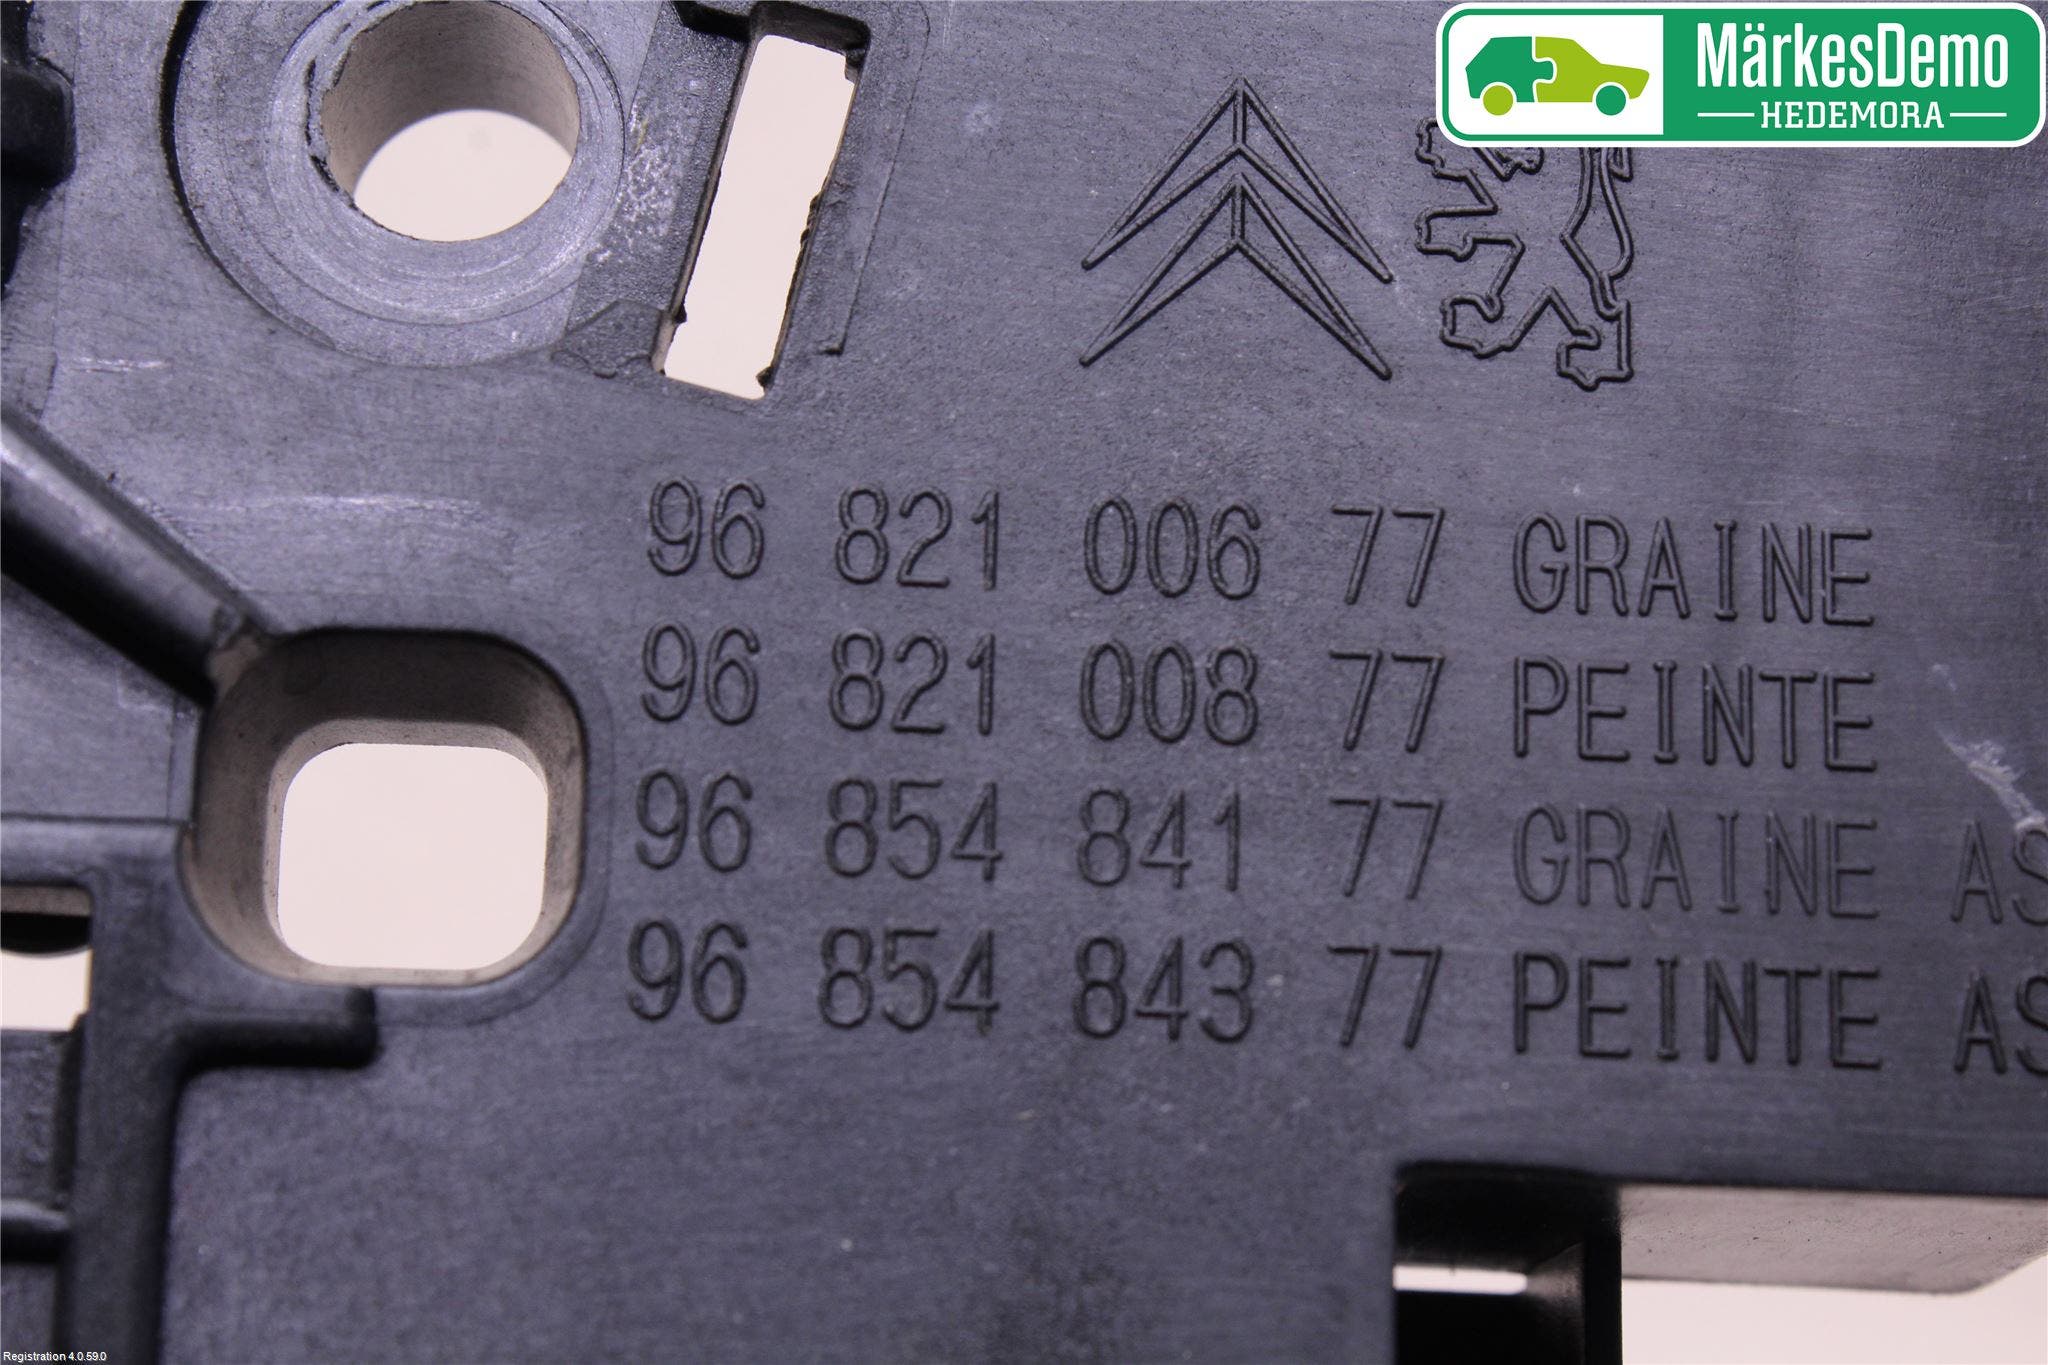 MärkesDemo
HEDEMORA
96 821 006 77 GRAINE
96 821 008 77 PEINTE
96 854 841 77 GRAINE AS
96 854 843 77 PEINTE AS
Registration 4.0.59.0